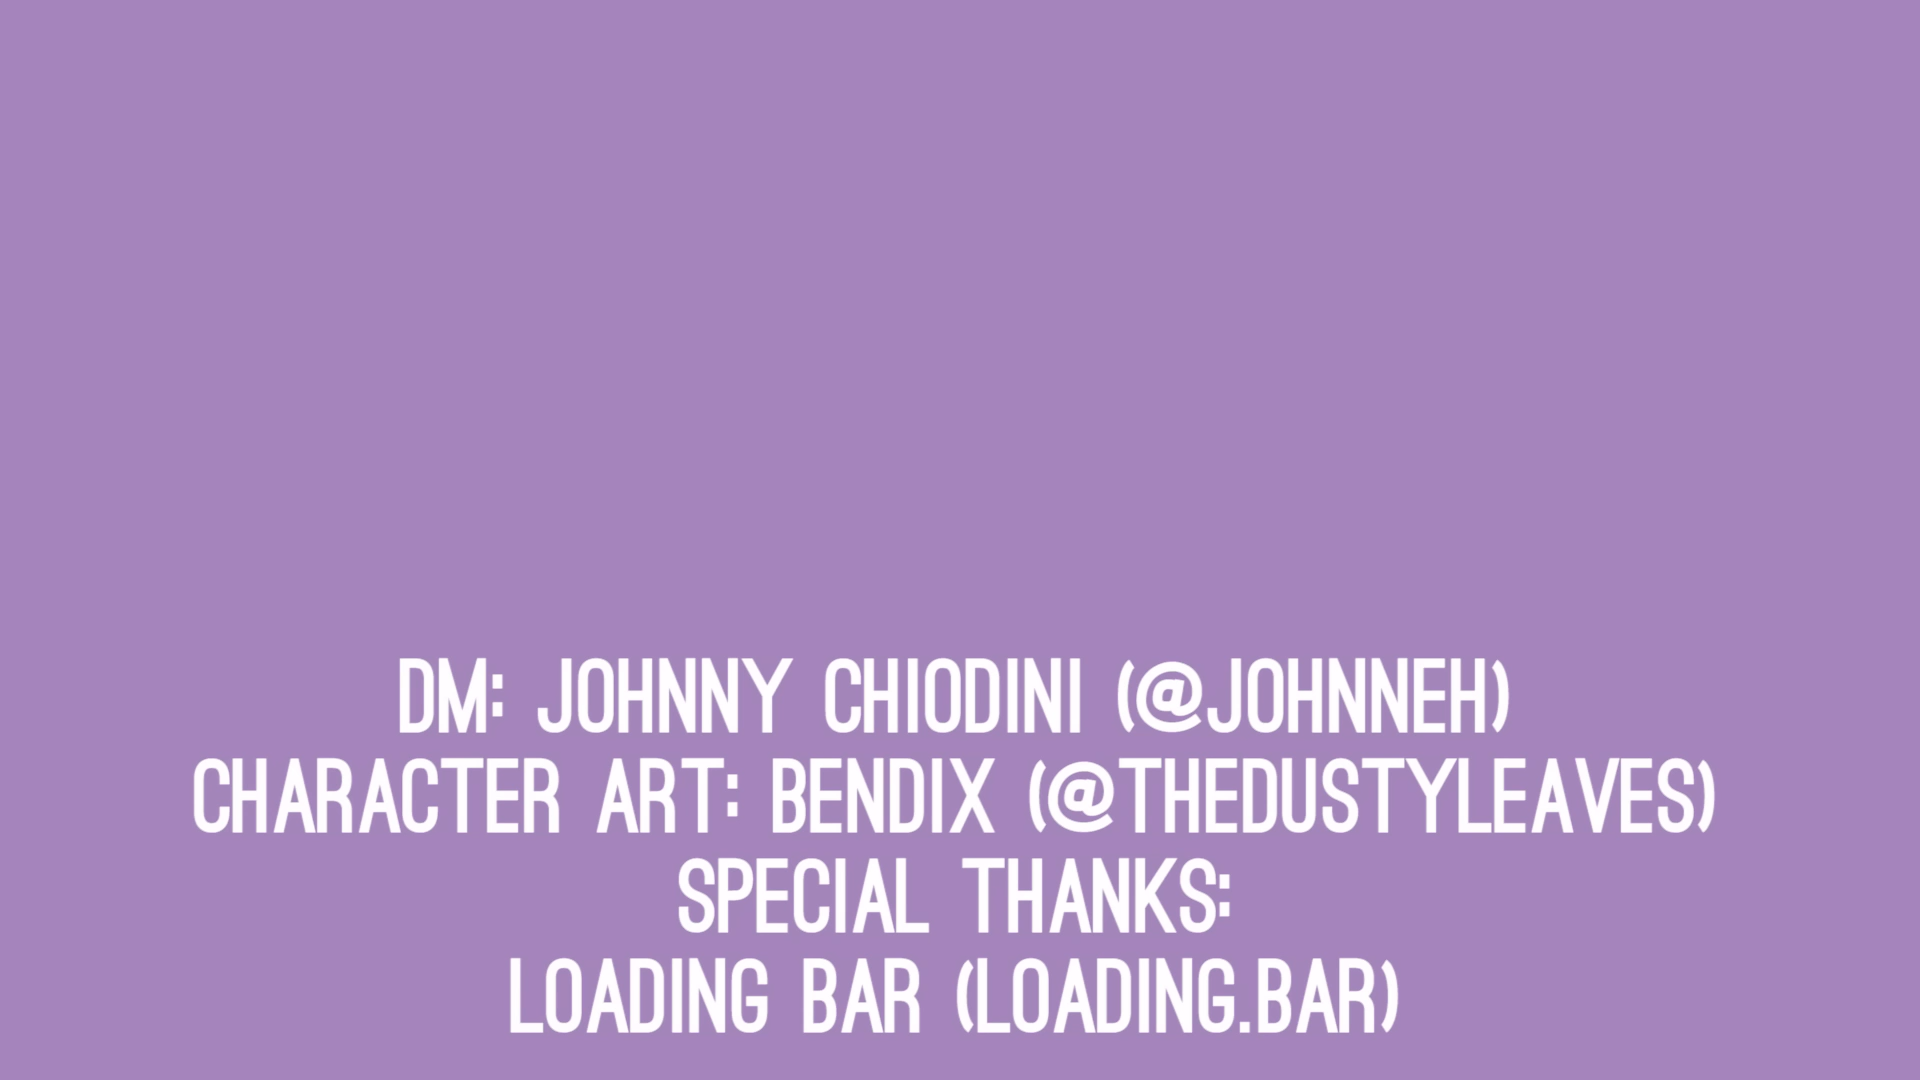 DM: JOHNNY CHIODINI (@JOHNNEH)
CHARACTER ART: BENDIX (@THEDUSTYLEAVES)
SPECIAL THANKS:
LOADING BAR (LOADING.BAR)